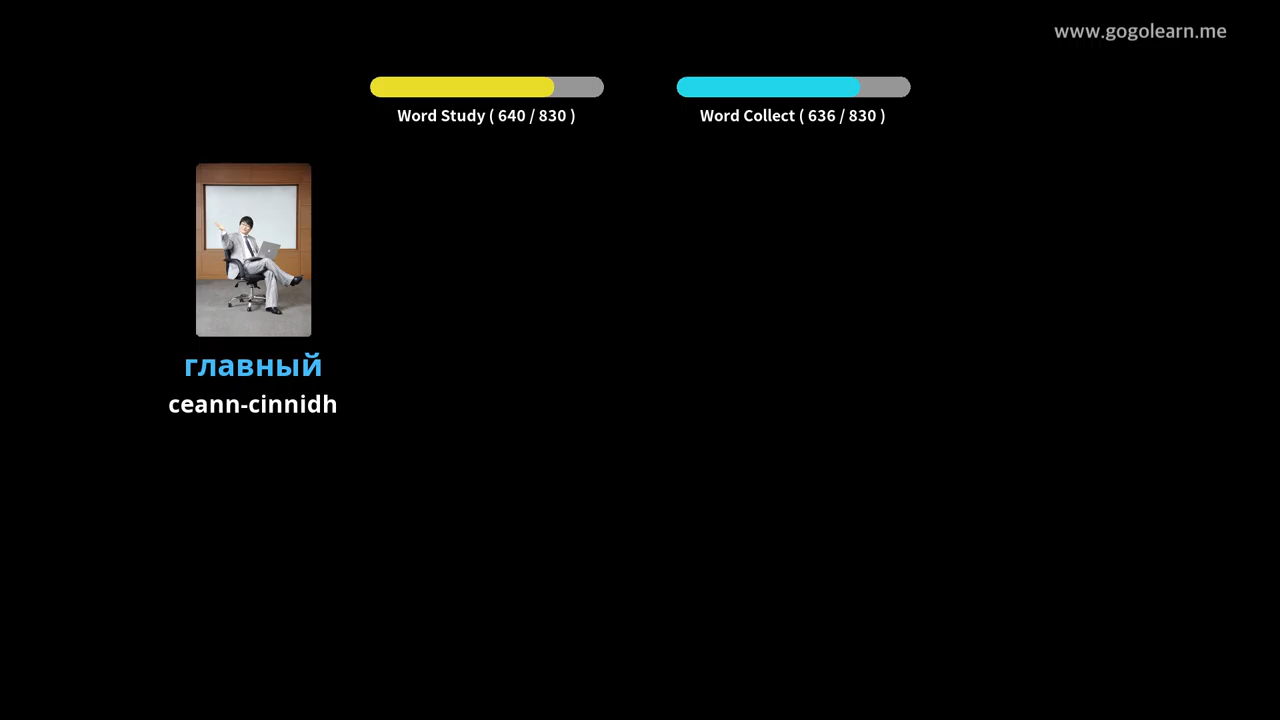 www.gogolearn.me
Word Study ( 640 / 830 )
Word Collect ( 636 / 830 )
главный
ceann-cinnidh